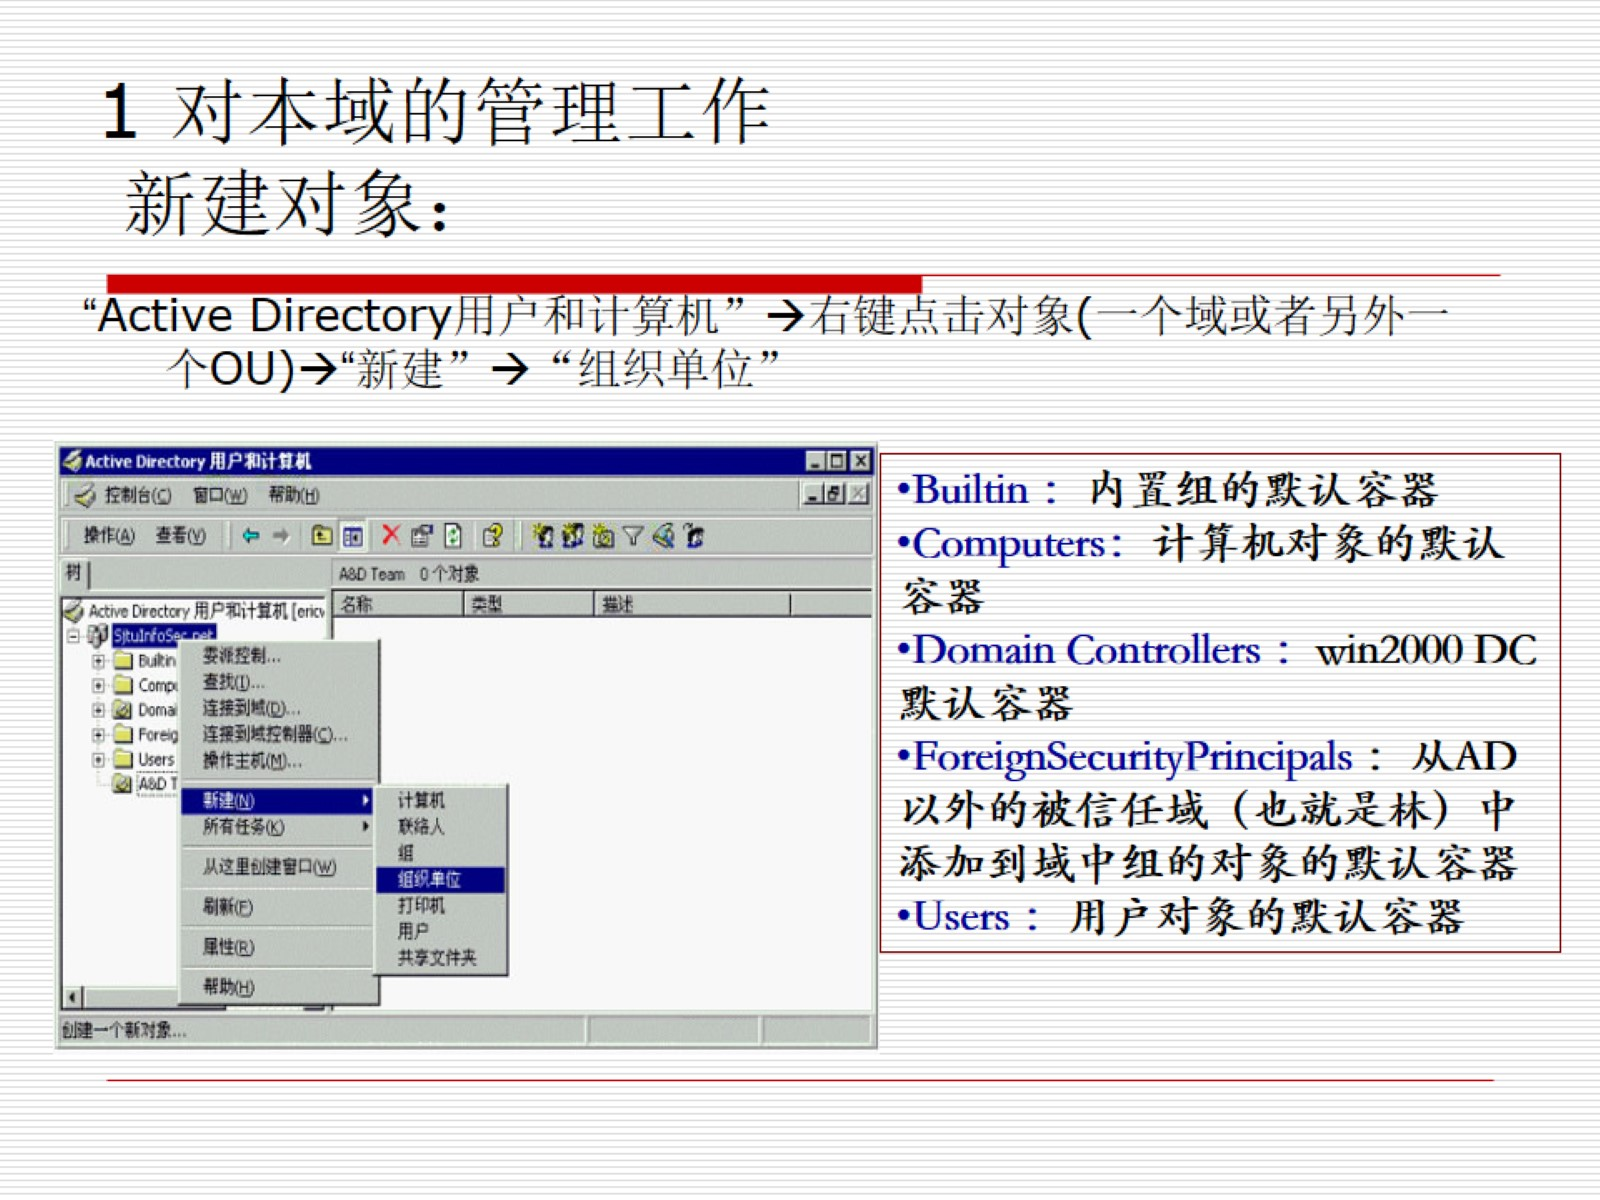 1 对本域的管理工作
新建对象：
“Active Directory用户和计算机”→右键点击对象(一个域或者另外一
个OU)→“新建”→“组织单位”
Active Directory 用户和计算机
控制台(C) 窗口(W) 帮助(H)
操作(A) 查看(V)
树
A&D Team 0 个对象
名称 类型 描述
Active Directory 用户和计算机 [ericv
SjtuInfoSec.net
Builtin
Compu
Domai
Foreig
Users
A&D T
委派控制...
查找(I)...
连接到域(D)...
连接到域控制器(C)...
操作主机(M)...
新建(N)
所有任务(K)
从这里创建窗口(W)
刷新(F)
属性(R)
帮助(H)
计算机
联络人
组
组织单位
打印机
用户
共享文件夹
创建一个新对象...
•Builtin： 内置组的默认容器
•Computers： 计算机对象的默认
容器
•Domain Controllers： win2000 DC
默认容器
•ForeignSecurityPrincipals： 从AD
以外的被信任域（也就是林）中
添加到域中组的对象的默认容器
•Users： 用户对象的默认容器